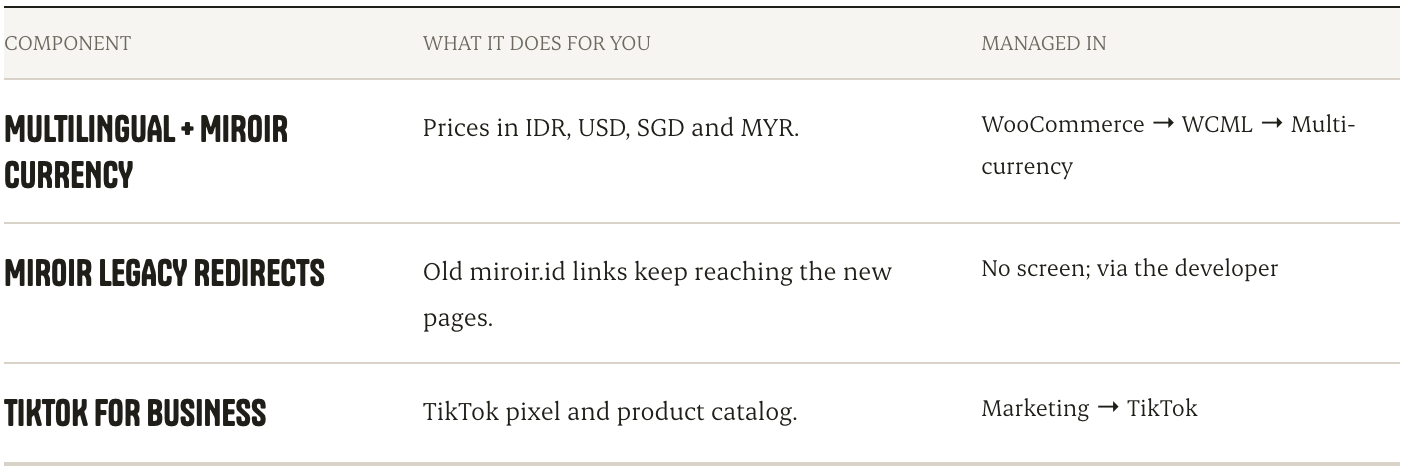 COMPONENT
WHAT IT DOES FOR YOU
MANAGED IN
MULTILINGUAL + MIROIR
CURRENCY
Prices in IDR, USD, SGD and MYR.
WooCommerce → WCML → Multi-
currency
MIROIR LEGACY REDIRECTS
Old miroir.id links keep reaching the new
pages.
No screen; via the developer
TIKTOK FOR BUSINESS
TikTok pixel and product catalog.
Marketing → TikTok